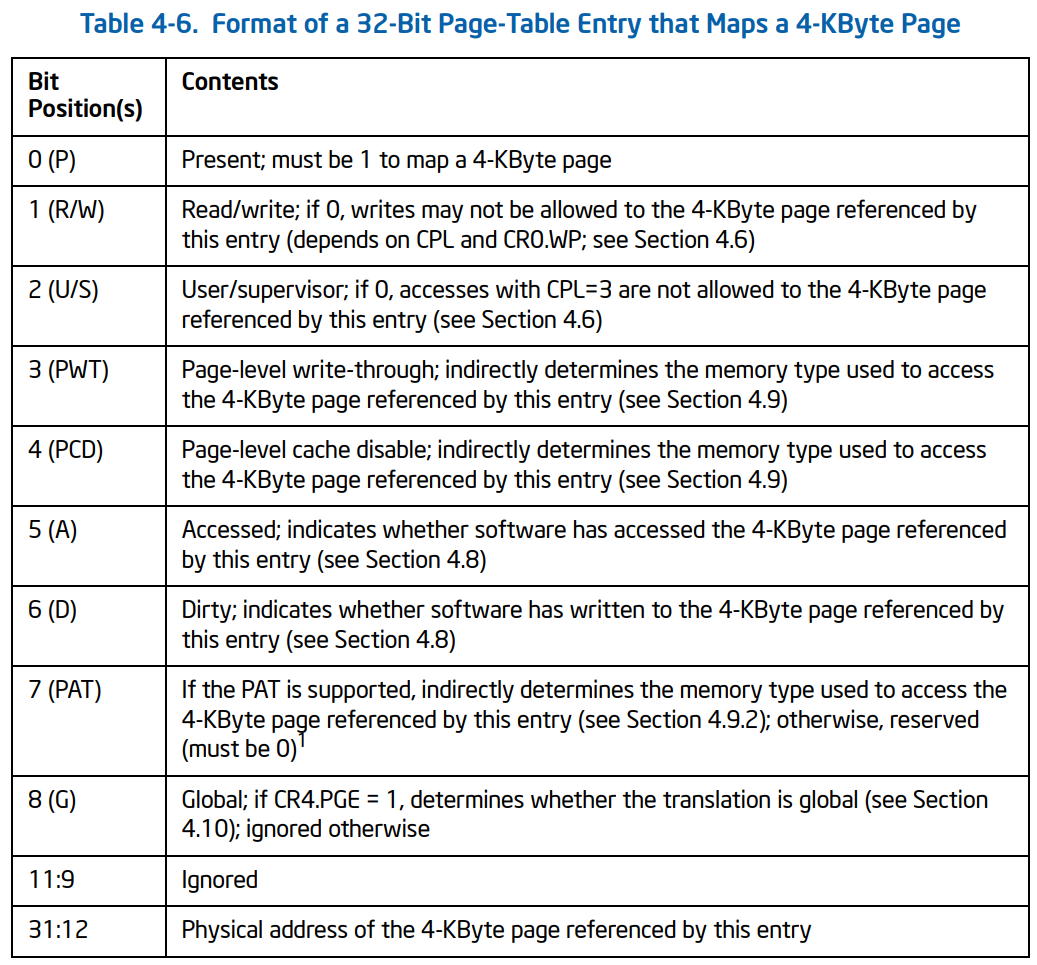 Table 4-6. Format of a 32-Bit Page-Table Entry that Maps a 4-KByte Page
Bit
Position(s)
Contents
0 (P)
Present; must be 1 to map a 4-KByte page
1 (R/W)
Read/write; if 0, writes may not be allowed to the 4-KByte page referenced by
this entry (depends on CPL and CR0.WP; see Section 4.6)
2 (U/S)
User/supervisor; if 0, accesses with CPL=3 are not allowed to the 4-KByte page
referenced by this entry (see Section 4.6)
3 (PWT)
Page-level write-through; indirectly determines the memory type used to access
the 4-KByte page referenced by this entry (see Section 4.9)
4 (PCD)
Page-level cache disable; indirectly determines the memory type used to access
the 4-KByte page referenced by this entry (see Section 4.9)
5 (A)
Accessed; indicates whether software has accessed the 4-KByte page referenced
by this entry (see Section 4.8)
6 (D)
Dirty; indicates whether software has written to the 4-KByte page referenced by
this entry (see Section 4.8)
7 (PAT)
If the PAT is supported, indirectly determines the memory type used to access the
4-KByte page referenced by this entry (see Section 4.9.2); otherwise, reserved
(must be 0)1
8 (G)
Global; if CR4.PGE = 1, determines whether the translation is global (see Section
4.10); ignored otherwise
11:9
Ignored
31:12
Physical address of the 4-KByte page referenced by this entry